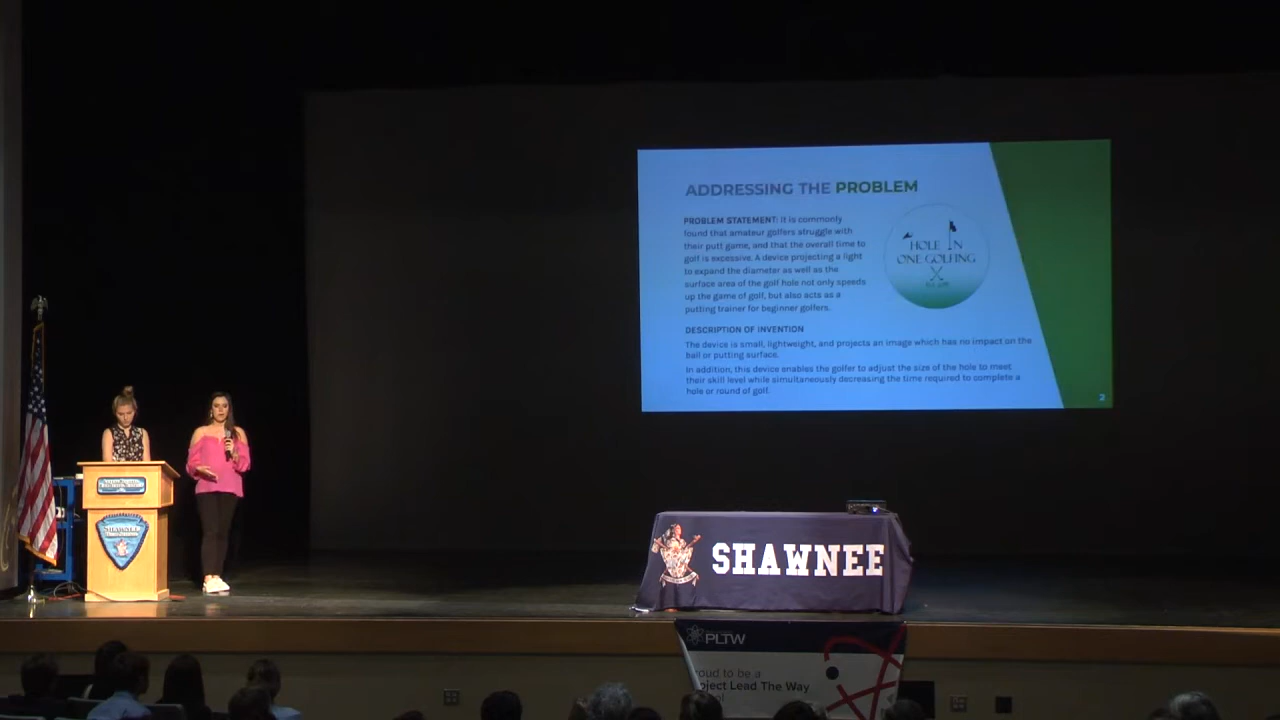 ADDRESSING THE PROBLEM
PROBLEM STATEMENT: It is commonly
found that amateur golfers struggle with
their putt game, and that the overall time to
golf is excessive. A device projecting a light
to expand the diameter as well as the
surface area of the golf hole not only speeds
up the game of golf, but also acts as a
putting trainer for beginner golfers.
HOLE IN
ONE GOLFING
DESCRIPTION OF INVENTION
The device is small, lightweight, and projects an image which has no impact on the
ball or putting surface.
In addition, this device enables the golfer to adjust the size of the hole to meet
their skill level while simultaneously decreasing the time required to complete a
hole or round of golf.
2
SHAWNEE
SHAWNEE
PLTW
oud to be a
oject Lead The Way